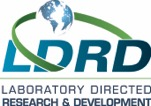 LDRD
LABORATORY DIRECTED
RESEARCH & DEVELOPMENT